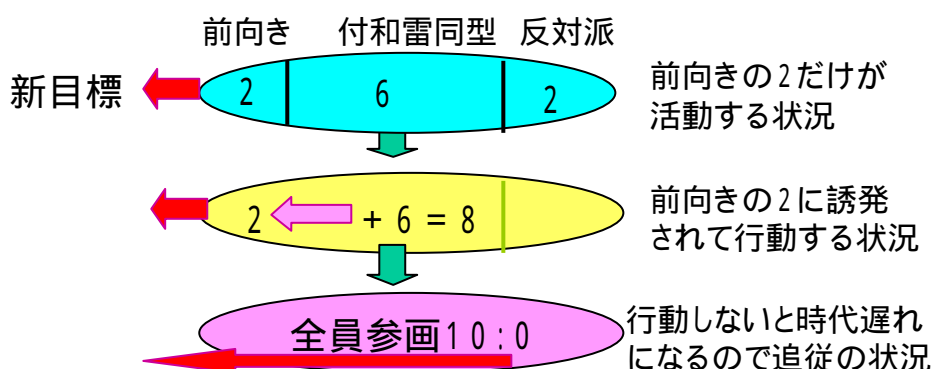 前向き 付和雷同型 反対派
新目標
2 6 2
前向きの2だけが
活動する状況
2 + 6 = 8
前向きの2に誘発
されて行動する状況
全員参画10:0
行動しないと時代遅れ
になるので追従の状況